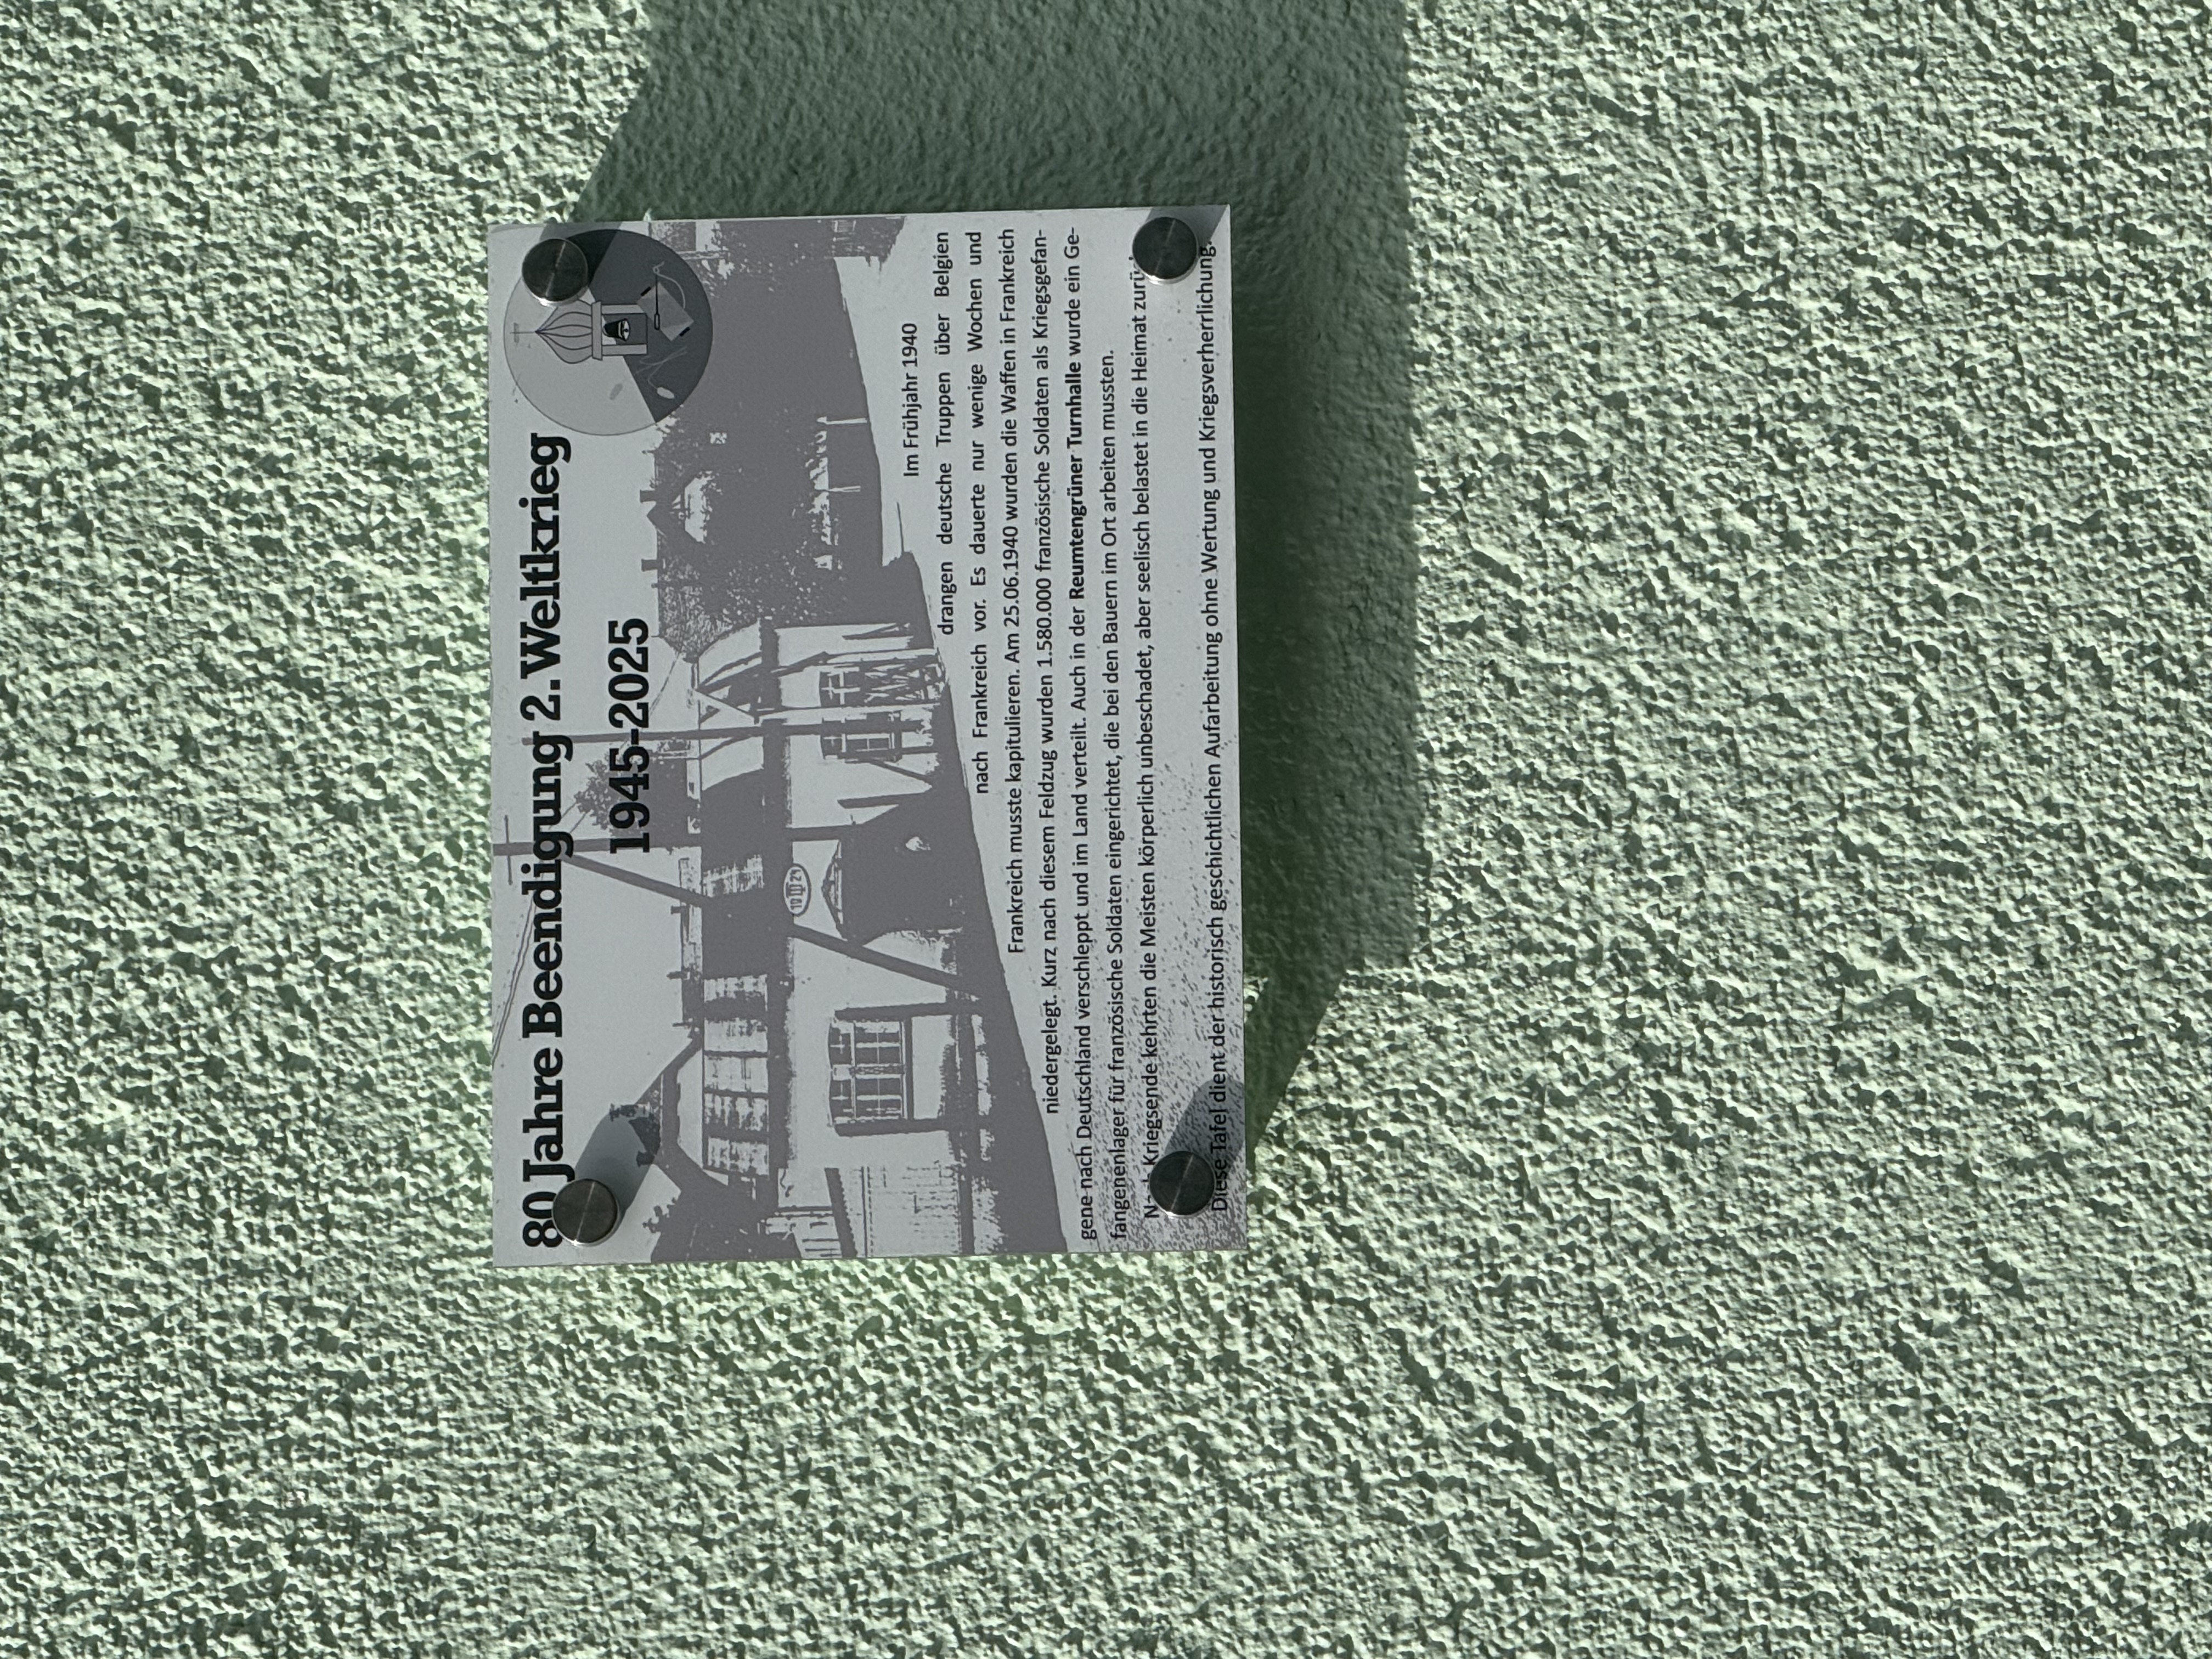 80 Jahre Beendigung 2. Weltkrieg
1945-2025
Im Frühjahr 1940
drangen deutsche Truppen über Belgien
nach Frankreich vor. Es dauerte nur wenige Wochen und
Frankreich musste kapitulieren. Am 25.06.1940 wurden die Waffen in Frankreich
niedergelegt. Kurz nach diesem Feldzug wurden 1.580.000 französische Soldaten als Kriegsgefan-
gene nach Deutschland verschleppt und im Land verteilt. Auch in der Reumtengrüner Turnhalle wurde ein Ge-
fangenenlager für französische Soldaten eingerichtet, die bei den Bauern im Ort arbeiten mussten.
Nach Kriegsende kehrten die Meisten körperlich unbeschadet, aber seelisch belastet in die Heimat zurück.
Diese Tafel dient der historisch geschichtlichen Aufarbeitung ohne Wertung und Kriegsverherrlichung.